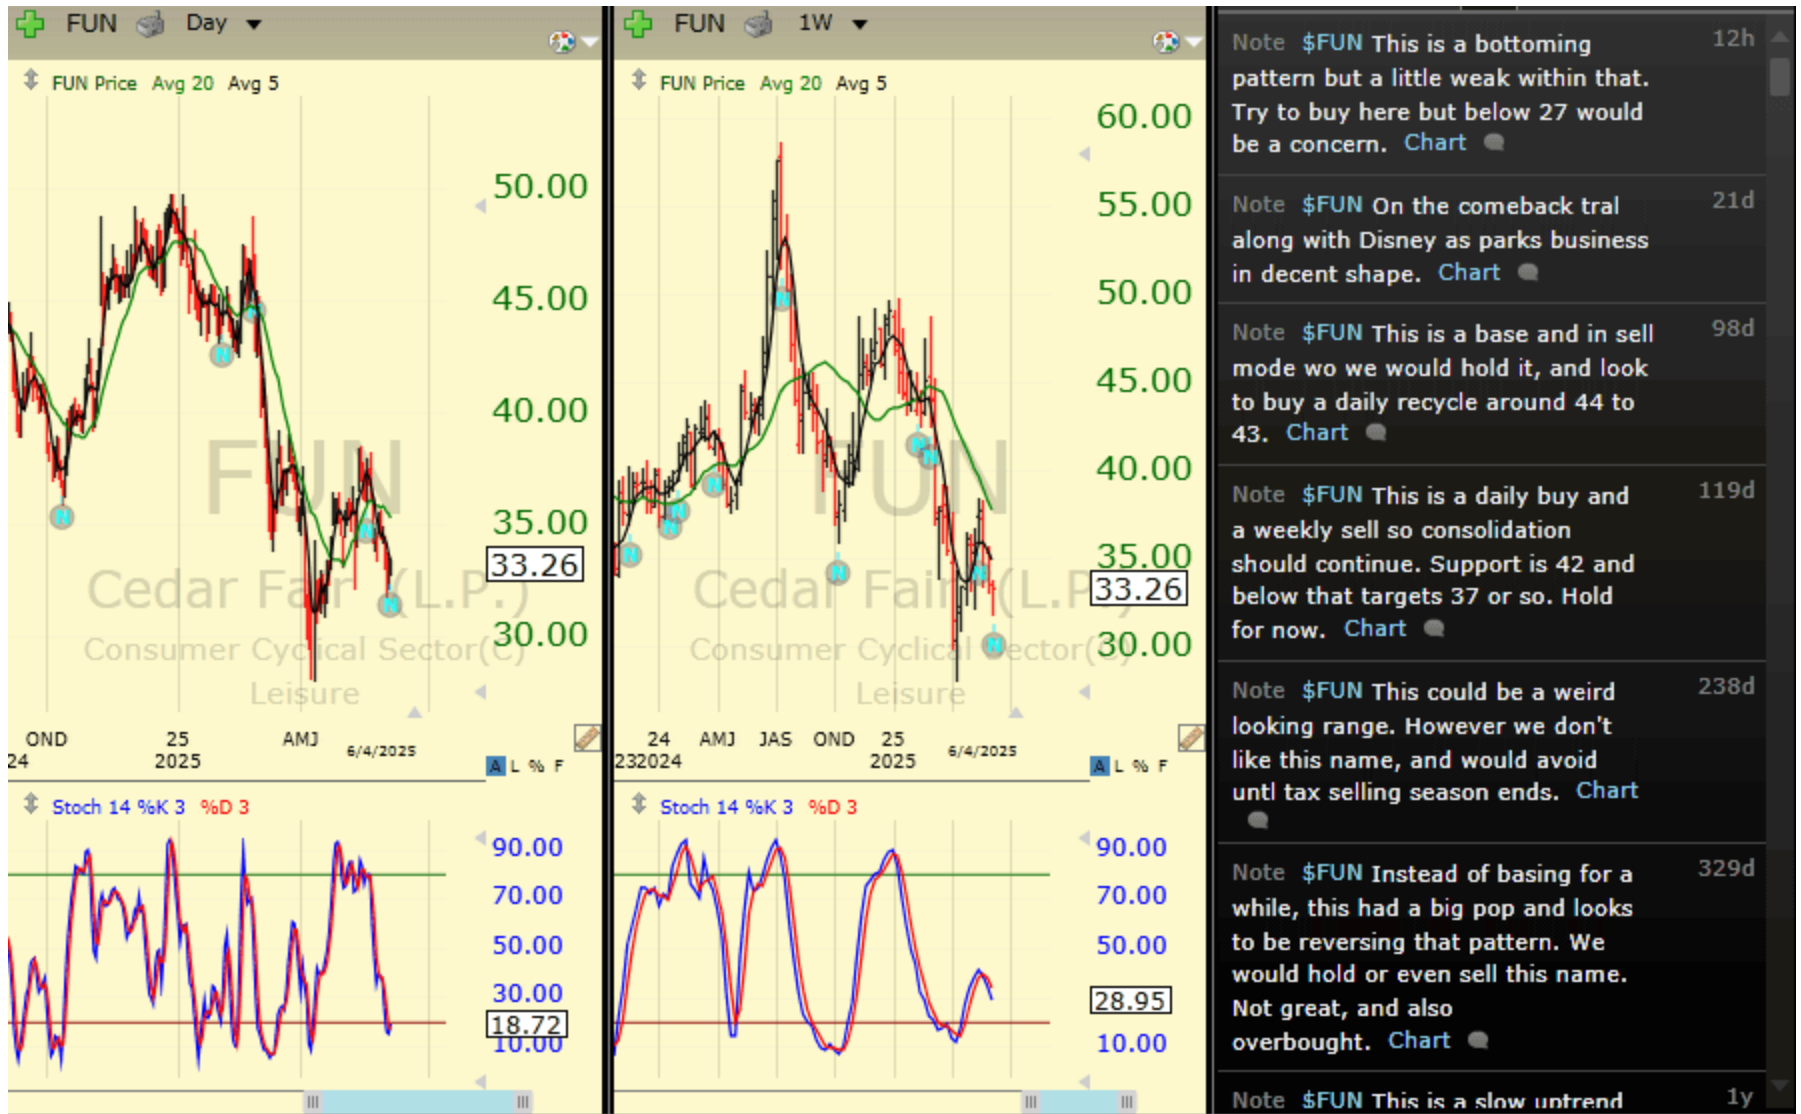 FUN Day
FUN Price Avg 20 Avg 5
50.00
45.00
40.00
35.00
33.26
30.00
FUN
Cedar Fair (L.P.)
Consumer Cyclical Sector(C)
Leisure
N
N
N
N
N
OND 25 AMJ 6/4/2025
24 2025
A L % F
Stoch 14 %K 3 %D 3
90.00
70.00
50.00
30.00
18.72
10.00
FUN 1W
FUN Price Avg 20 Avg 5
60.00
55.00
50.00
45.00
40.00
35.00
33.26
30.00
FUN
Cedar Fair (L.P.)
Consumer Cyclical Sector(C)
Leisure
N
N
N
N
N
N
N
N
N
N
24 AMJ JAS OND 25 6/4/2025
232024 2025
A L % F
Stoch 14 %K 3 %D 3
90.00
70.00
50.00
28.95
10.00
Note $FUN This is a bottoming 12h
pattern but a little weak within that.
Try to buy here but below 27 would
be a concern. Chart
Note $FUN On the comeback tral 21d
along with Disney as parks business
in decent shape. Chart
Note $FUN This is a base and in sell 98d
mode wo we would hold it, and look
to buy a daily recycle around 44 to
43. Chart
Note $FUN This is a daily buy and 119d
a weekly sell so consolidation
should continue. Support is 42 and
below that targets 37 or so. Hold
for now. Chart
Note $FUN This could be a weird 238d
looking range. However we don't
like this name, and would avoid
untl tax selling season ends. Chart
Note $FUN Instead of basing for a 329d
while, this had a big pop and looks
to be reversing that pattern. We
would hold or even sell this name.
Not great, and also
overbought. Chart
Note $FUN This is a slow uptrend 1y